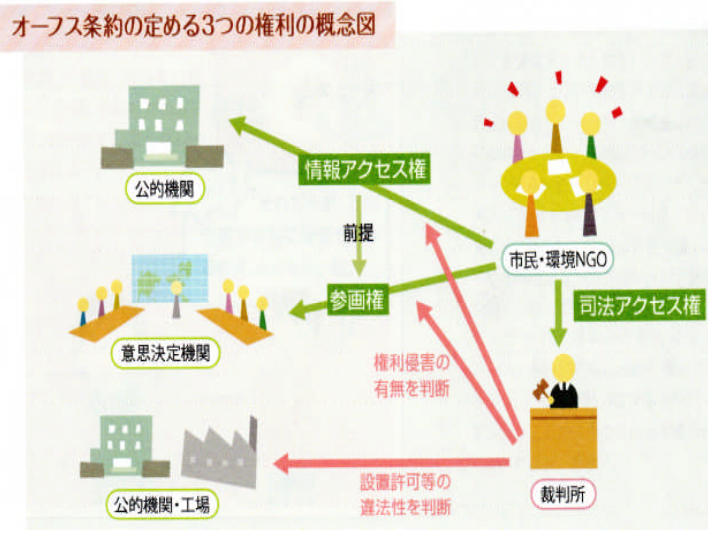 オーフス条約の定める3つの権利の概念図
公的機関
情報アクセス権
前提
市民・環境NGO
参画権
司法アクセス権
意思決定機関
権利侵害の
有無を判断
公的機関・工場
設置許可等の
違法性を判断
裁判所